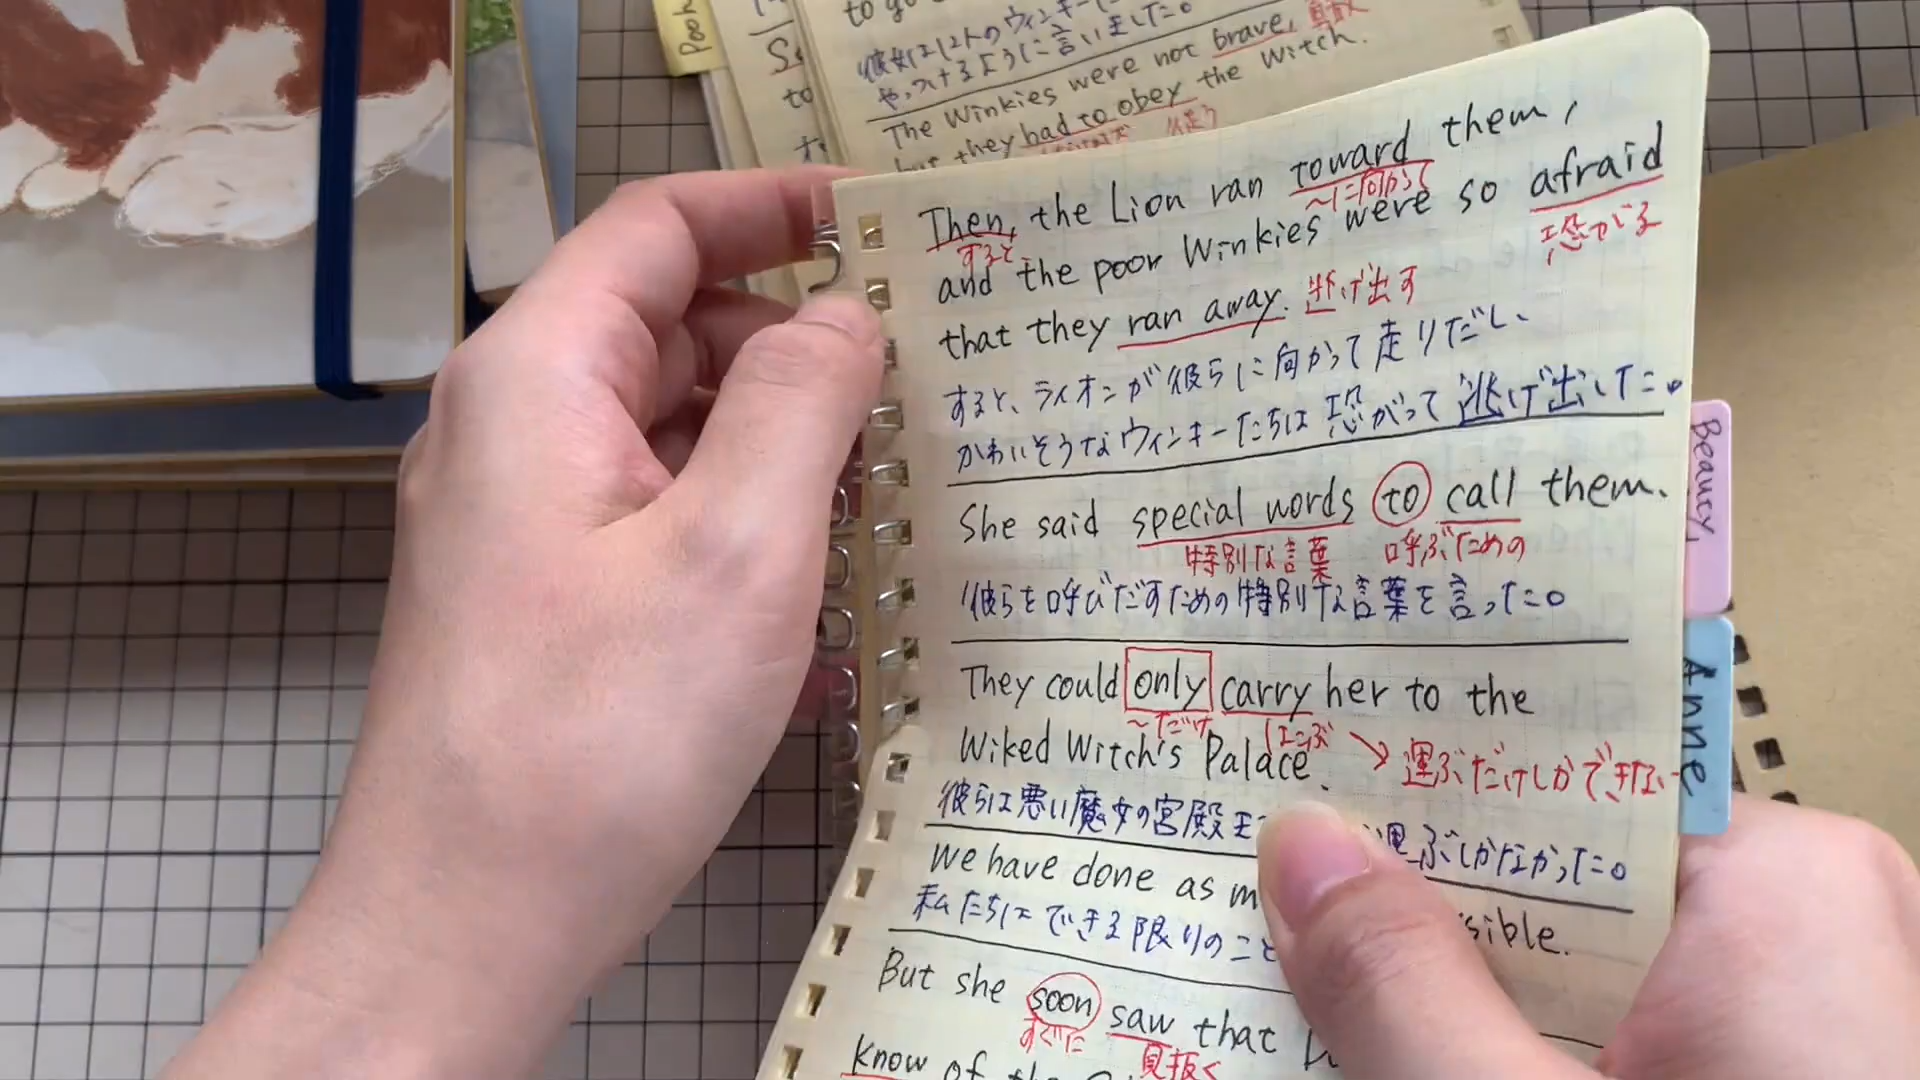 to go
彼女は12人のウィンキーに
やっつけるように言いました。
The Winkies were not brave,
勇敢
but they had to obey the Witch.
従う
Then, the Lion ran toward them,
すると ~に向かって
and the poor Winkies were so afraid
恐がる
that they ran away. 逃げ出す
すると、ライオンが彼らに向かって走りだし、
かわいそうなウィンキーたちは恐がって逃げ出した。
She said special words to call them.
特別な言葉 呼ぶための
彼らを呼びだすための特別な言葉を言った。
They could only carry her to the
~だけ はこぶ
Wiked Witch's Palace.
→運ぶだけしかできない
彼らは悪い魔女の宮殿ま 運ぶしかなかった。
We have done as m sible.
私たちはできる限りのこと
But she soon saw that
すぐに 見抜く
know of the
Beauty
Anne
Pooh